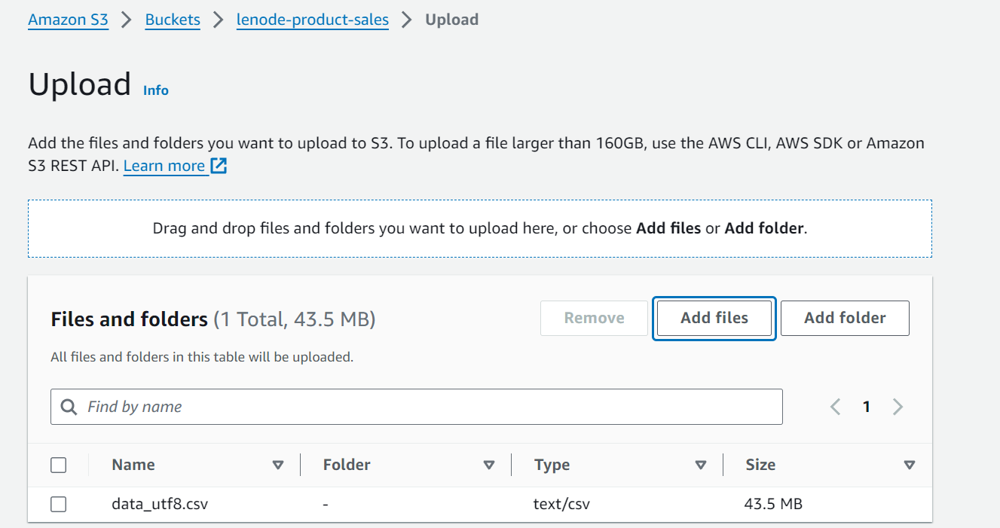 Amazon S3 > Buckets > lenode-product-sales > Upload
Upload Info
Add the files and folders you want to upload to S3. To upload a file larger than 160GB, use the AWS CLI, AWS SDK or Amazon
S3 REST API. Learn more
Drag and drop files and folders you want to upload here, or choose Add files or Add folder.
Files and folders (1 Total, 43.5 MB) Remove Add files Add folder
All files and folders in this table will be uploaded.
Find by name < 1 >
Name Folder Type Size
data_utf8.csv - text/csv 43.5 MB